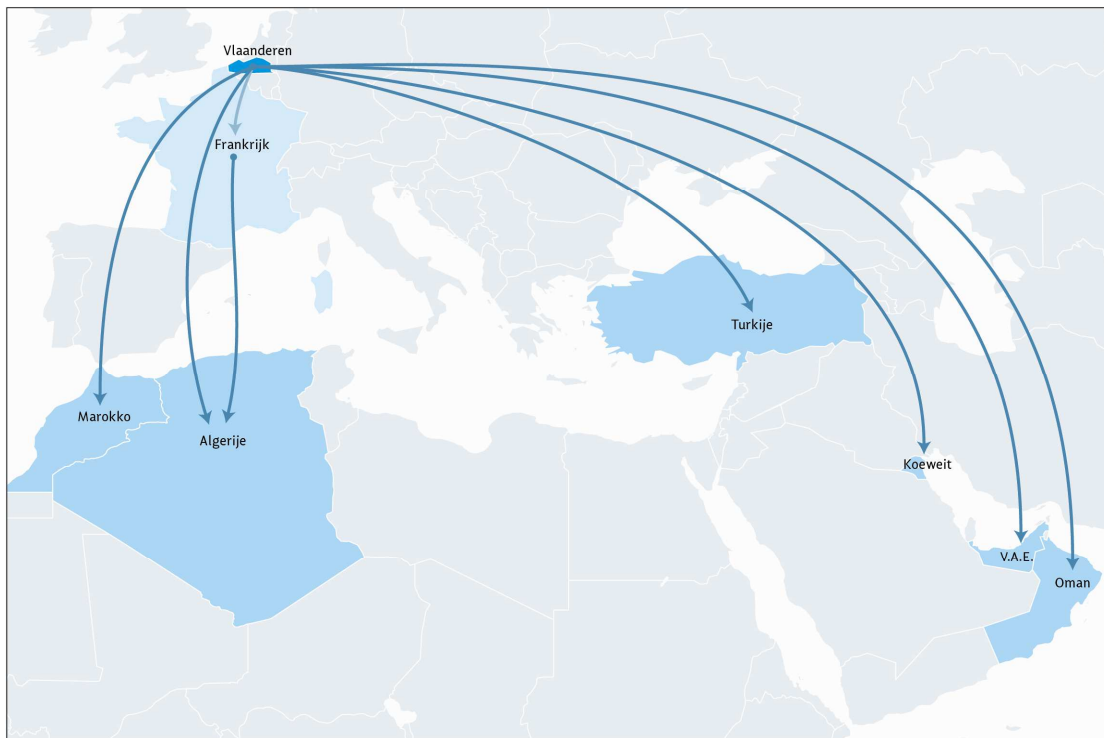 Vlaanderen
Frankrijk
Turkije
Marokko
Algerije
Koeweit
V.A.E.
Oman